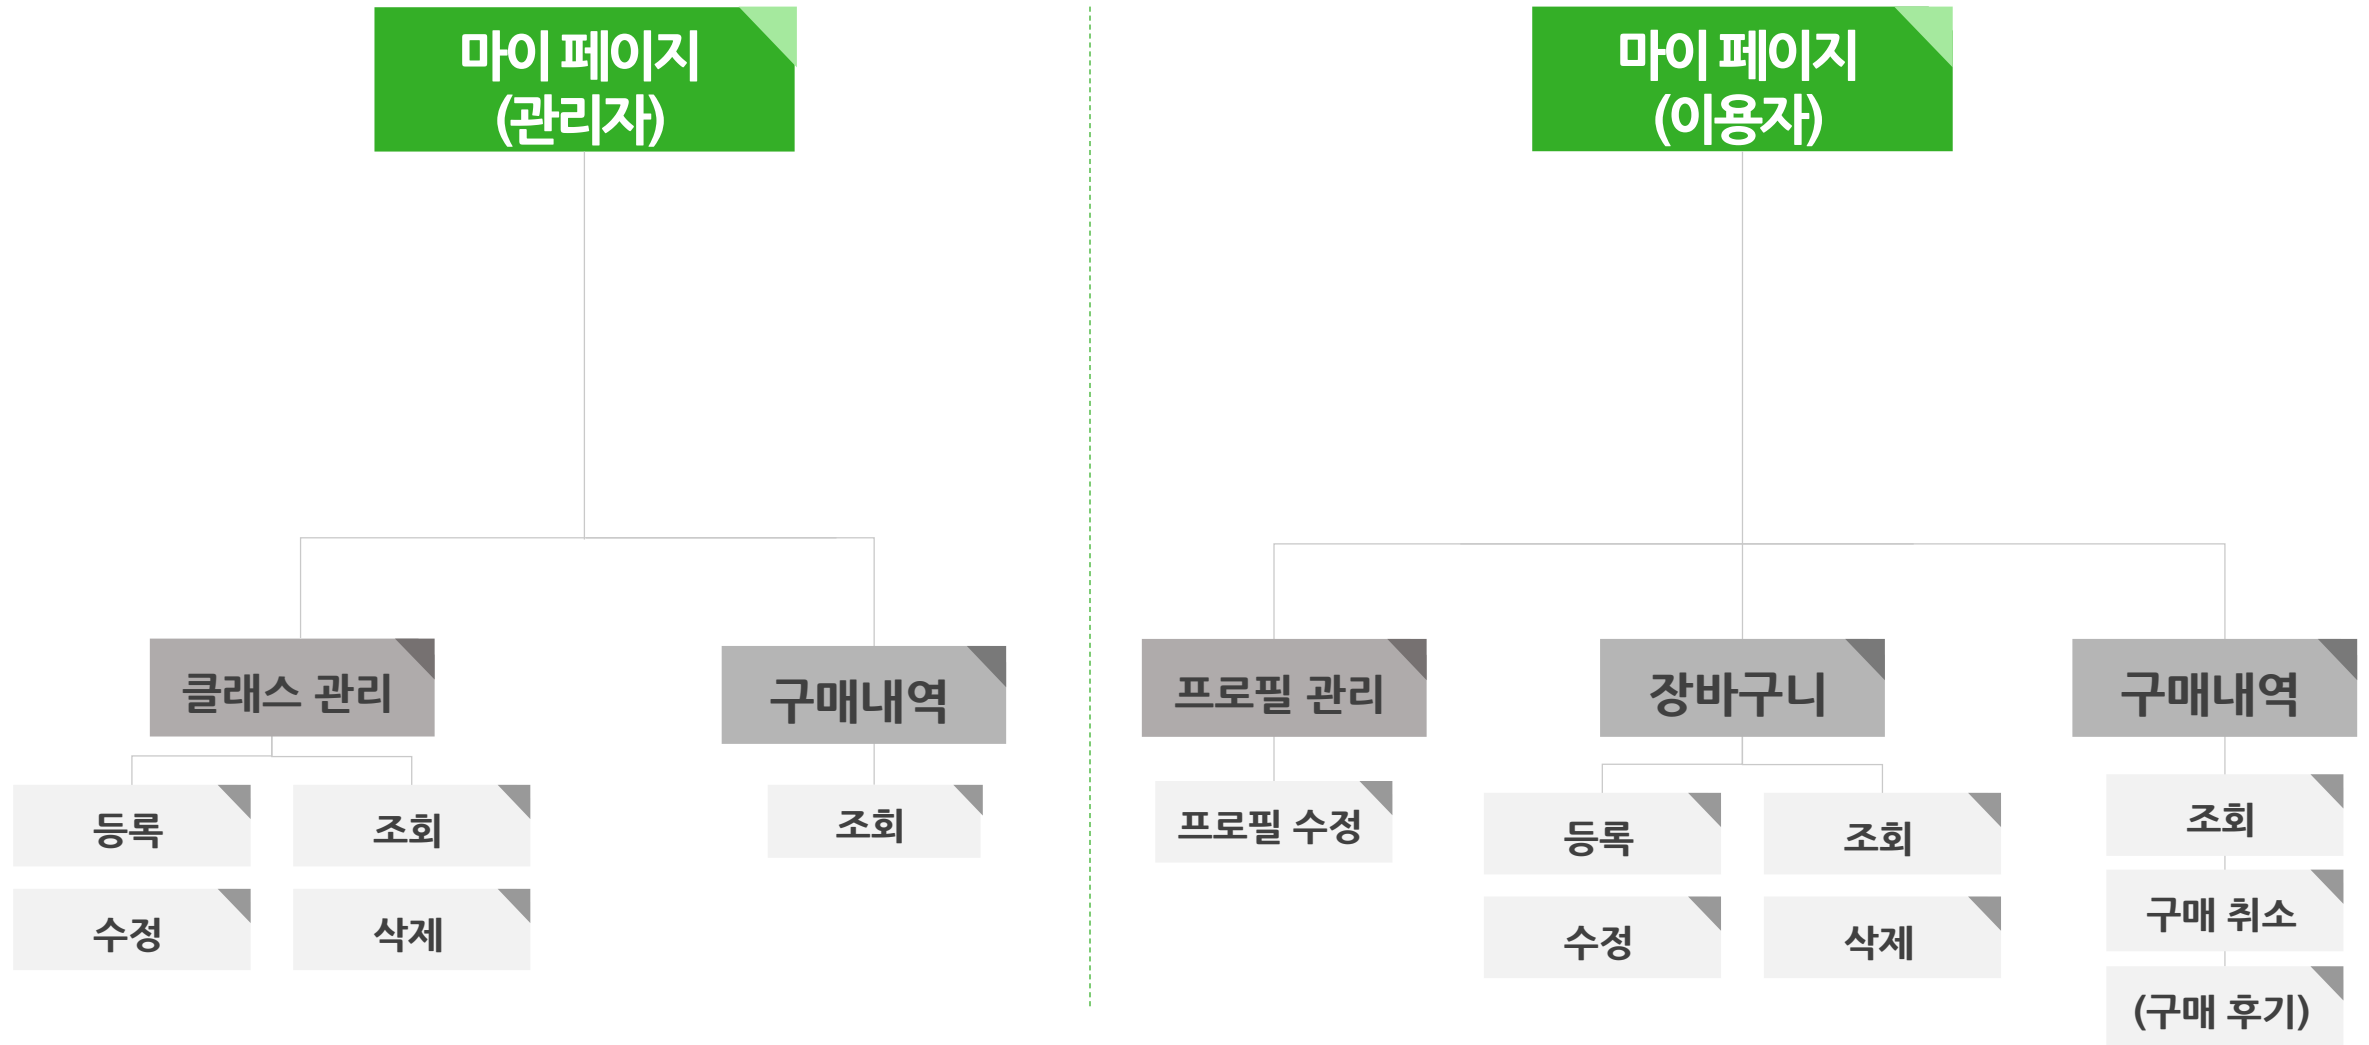 마이 페이지
(관리자)
클래스 관리
구매내역
등록
조회
수정
삭제
조회
마이 페이지
(이용자)
프로필 관리
장바구니
구매내역
프로필 수정
등록
조회
수정
삭제
조회
구매 취소
(구매 후기)